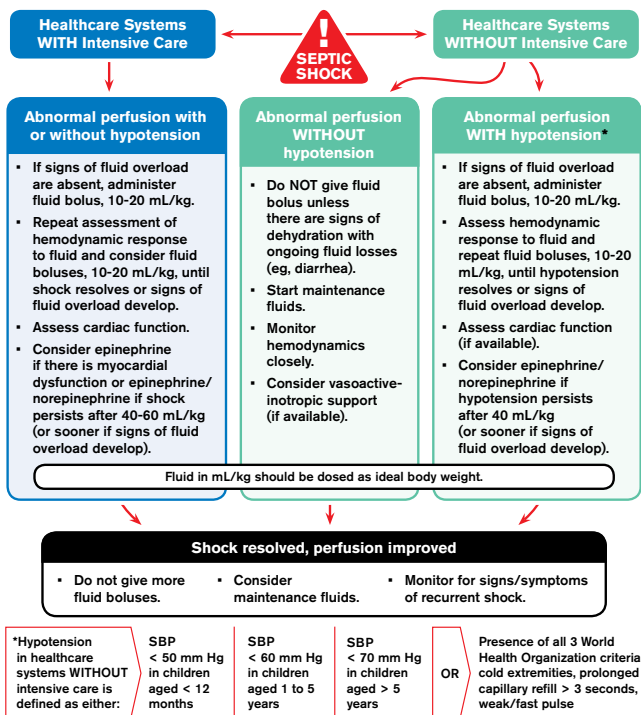 Healthcare Systems
WITH Intensive Care
!
SEPTIC
SHOCK
Healthcare Systems
WITHOUT Intensive Care
Abnormal perfusion with
or without hypotension
▪ If signs of fluid overload
are absent, administer
fluid bolus, 10-20 mL/kg.
▪ Repeat assessment of
hemodynamic response
to fluid and consider fluid
boluses, 10-20 mL/kg, until
shock resolves or signs of
fluid overload develop.
▪ Assess cardiac function.
▪ Consider epinephrine
if there is myocardial
dysfunction or epinephrine/
norepinephrine if shock
persists after 40-60 mL/kg
(or sooner if signs of fluid
overload develop).
Abnormal perfusion
WITHOUT
hypotension
▪ Do NOT give fluid
bolus unless
there are signs of
dehydration with
ongoing fluid losses
(eg, diarrhea).
▪ Start maintenance
fluids.
▪ Monitor
hemodynamics
closely.
▪ Consider vasoactive-
inotropic support
(if available).
Abnormal perfusion
WITH hypotension*
▪ If signs of fluid overload
are absent, administer
fluid bolus, 10-20 mL/kg.
▪ Assess hemodynamic
response to fluid and
repeat fluid boluses, 10-20
mL/kg, until hypotension
resolves or signs of
fluid overload develop.
▪ Assess cardiac function
(if available).
▪ Consider epinephrine/
norepinephrine if
hypotension persists
after 40 mL/kg
(or sooner if signs of
fluid overload develop).
Fluid in mL/kg should be dosed as ideal body weight.
Shock resolved, perfusion improved
▪ Do not give more
fluid boluses.
▪ Consider
maintenance fluids.
▪ Monitor for signs/symptoms
of recurrent shock.
*Hypotension
in healthcare
systems WITHOUT
intensive care is
defined as either:
SBP
< 50 mm Hg
in children
aged < 12
months
SBP
< 60 mm Hg
in children
aged 1 to 5
years
SBP
< 70 mm Hg
in children
aged > 5
years
OR
Presence of all 3 World
Health Organization criteria
cold extremities, prolonged
capillary refill > 3 seconds,
weak/fast pulse